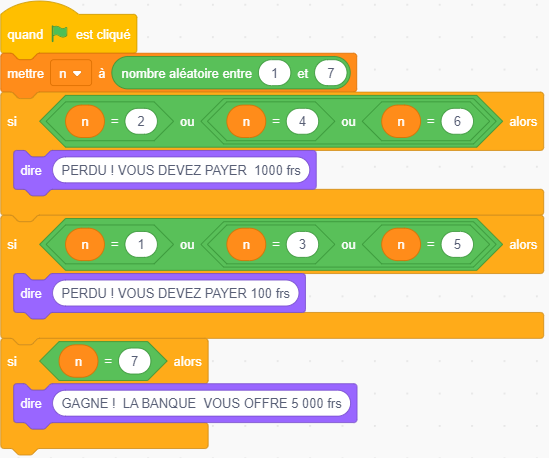 quand est cliqué
mettre n à nombre aléatoire entre 1 et 7
si n = 2 ou n = 4 ou n = 6 alors
dire PERDU ! VOUS DEVEZ PAYER 1000 frs
si n = 1 ou n = 3 ou n = 5 alors
dire PERDU ! VOUS DEVEZ PAYER 100 frs
si n = 7 alors
dire GAGNE ! LA BANQUE VOUS OFFRE 5 000 frs